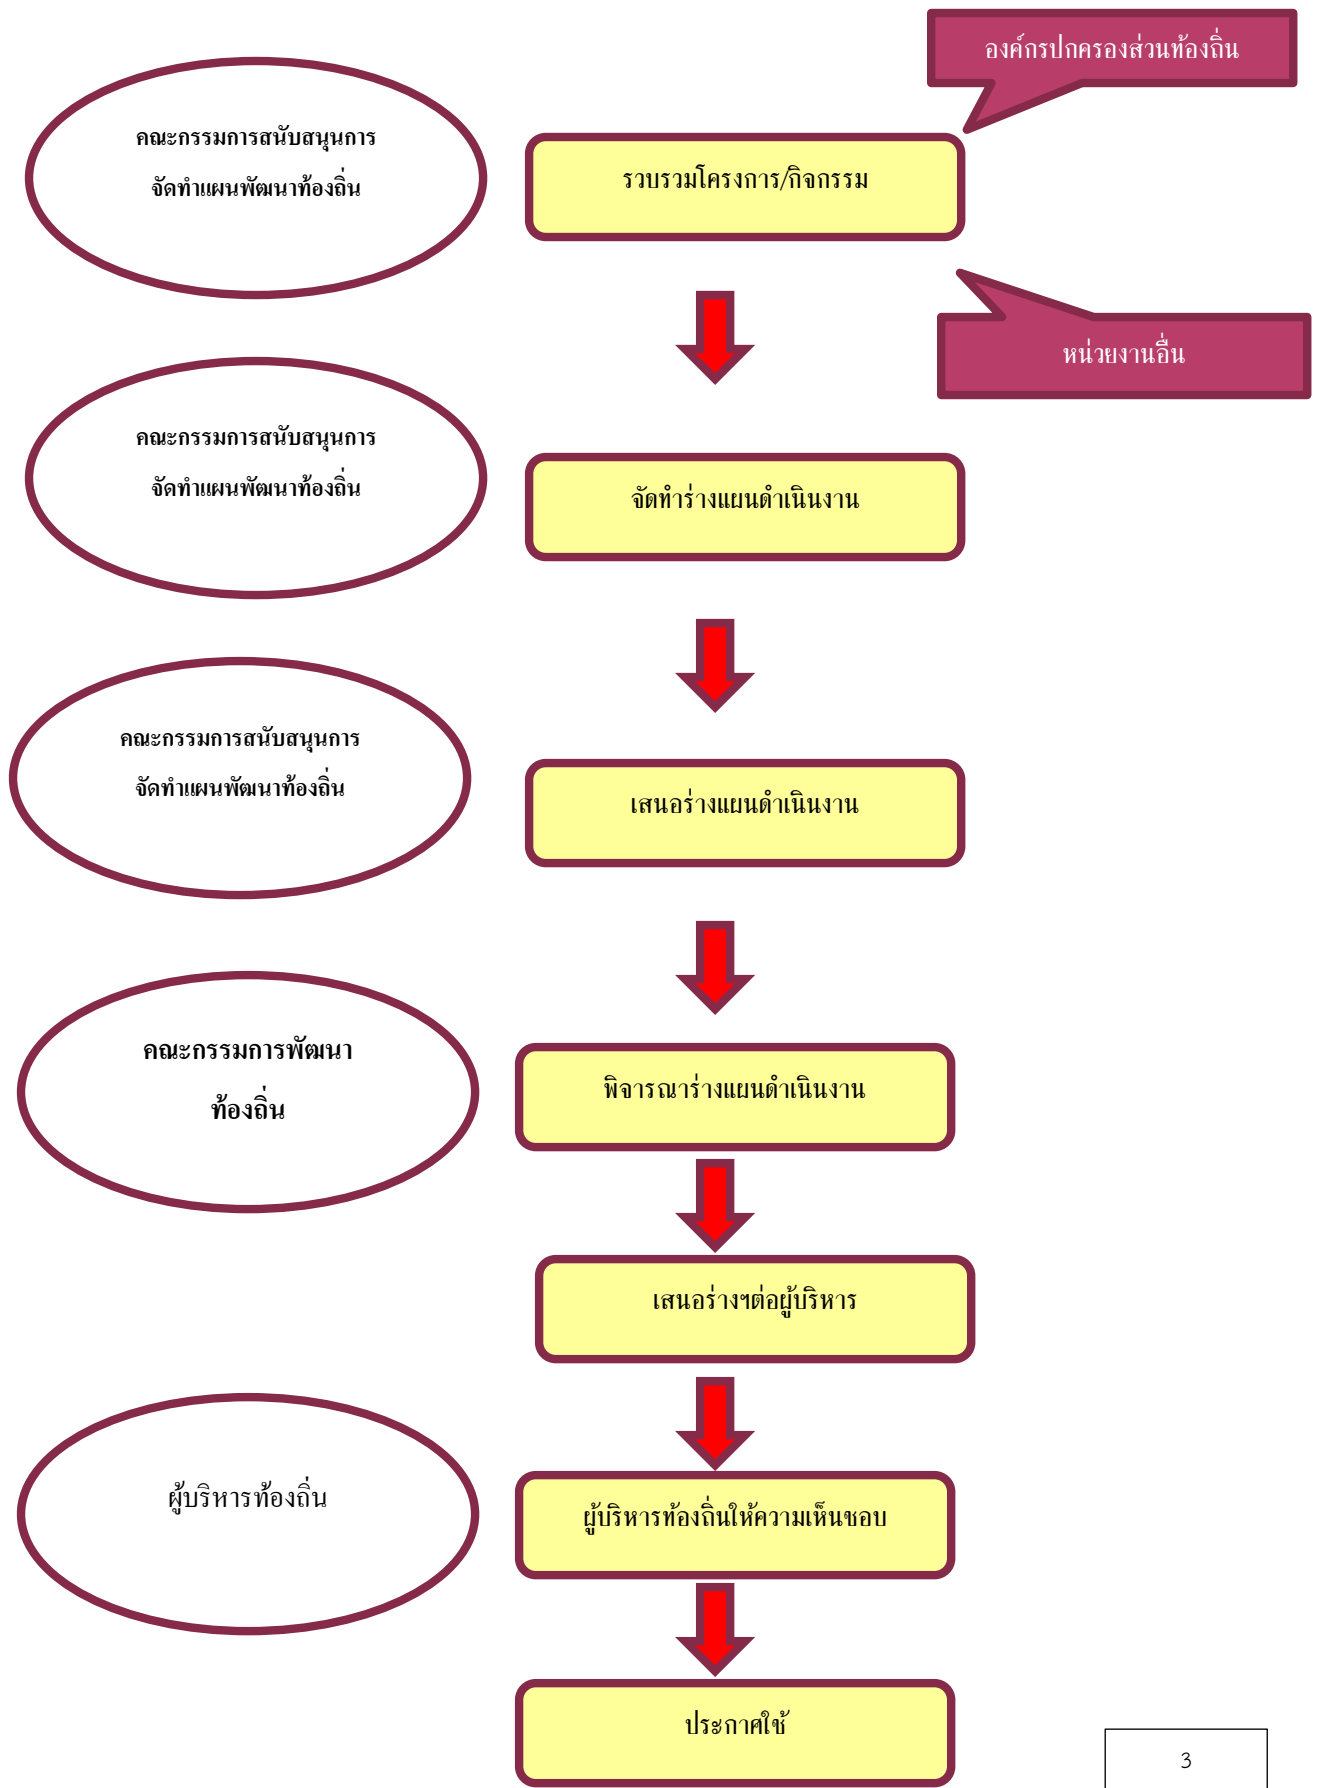 องค์กรปกครองส่วนท้องถิ่น
คณะกรรมการสนับสนุนการ
จัดทำแผนพัฒนาท้องถิ่น
รวบรวมโครงการ/กิจกรรม
หน่วยงานอื่น
คณะกรรมการสนับสนุนการ
จัดทำแผนพัฒนาท้องถิ่น
จัดทำร่างแผนดำเนินงาน
คณะกรรมการสนับสนุนการ
จัดทำแผนพัฒนาท้องถิ่น
เสนอร่างแผนดำเนินงาน
คณะกรรมการพัฒนา
ท้องถิ่น
พิจารณาร่างแผนดำเนินงาน
เสนอร่างฯต่อผู้บริหาร
ผู้บริหารท้องถิ่น
ผู้บริหารท้องถิ่นให้ความเห็นชอบ
ประกาศใช้
3